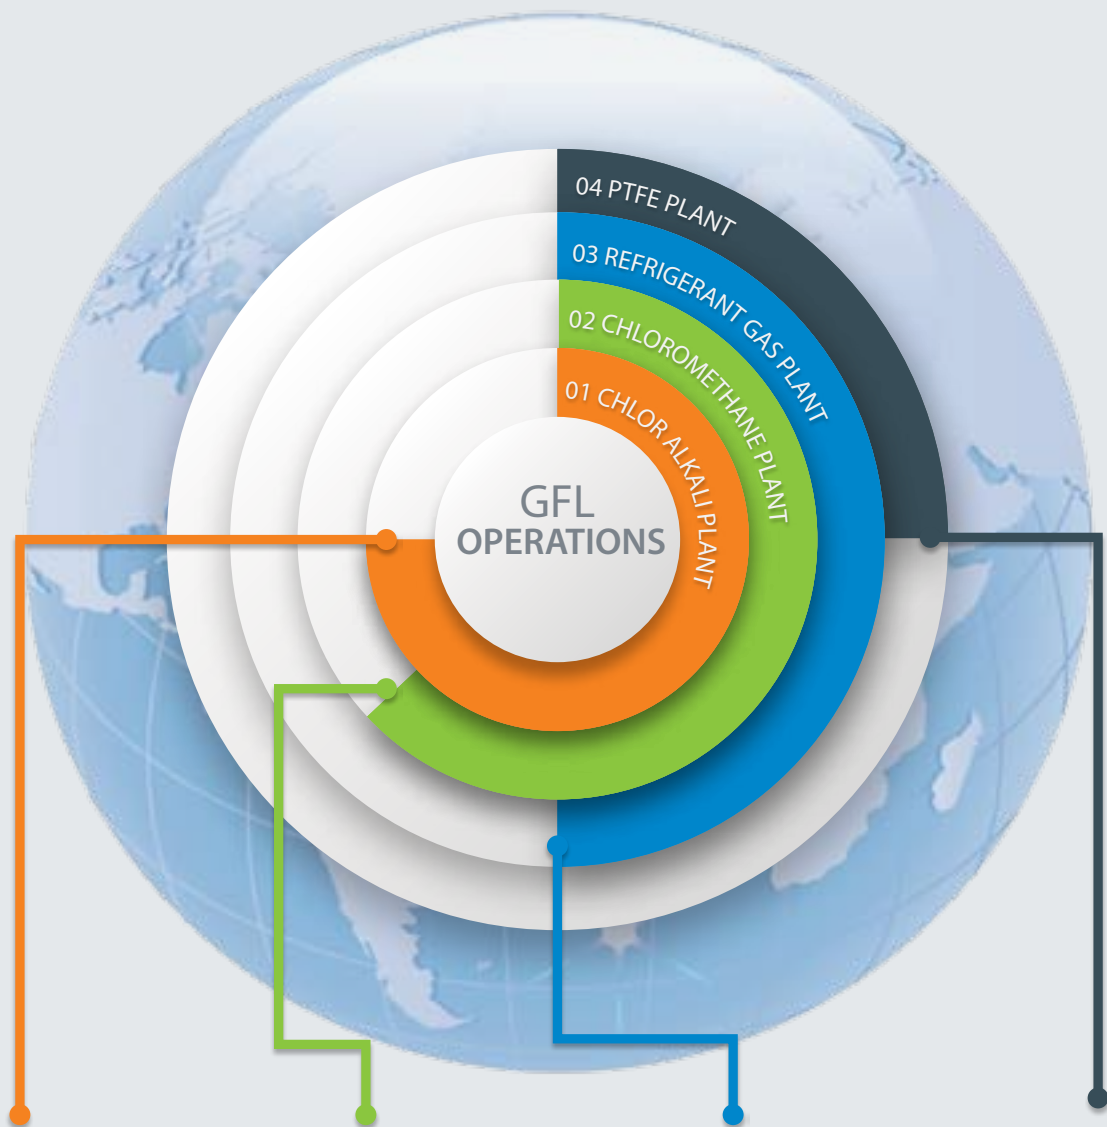 04 PTFE PLANT
03 REFRIGERANT GAS PLANT
02 CHLOROMETHANE PLANT
01 CHLOR ALKALI PLANT
GFL
OPERATIONS